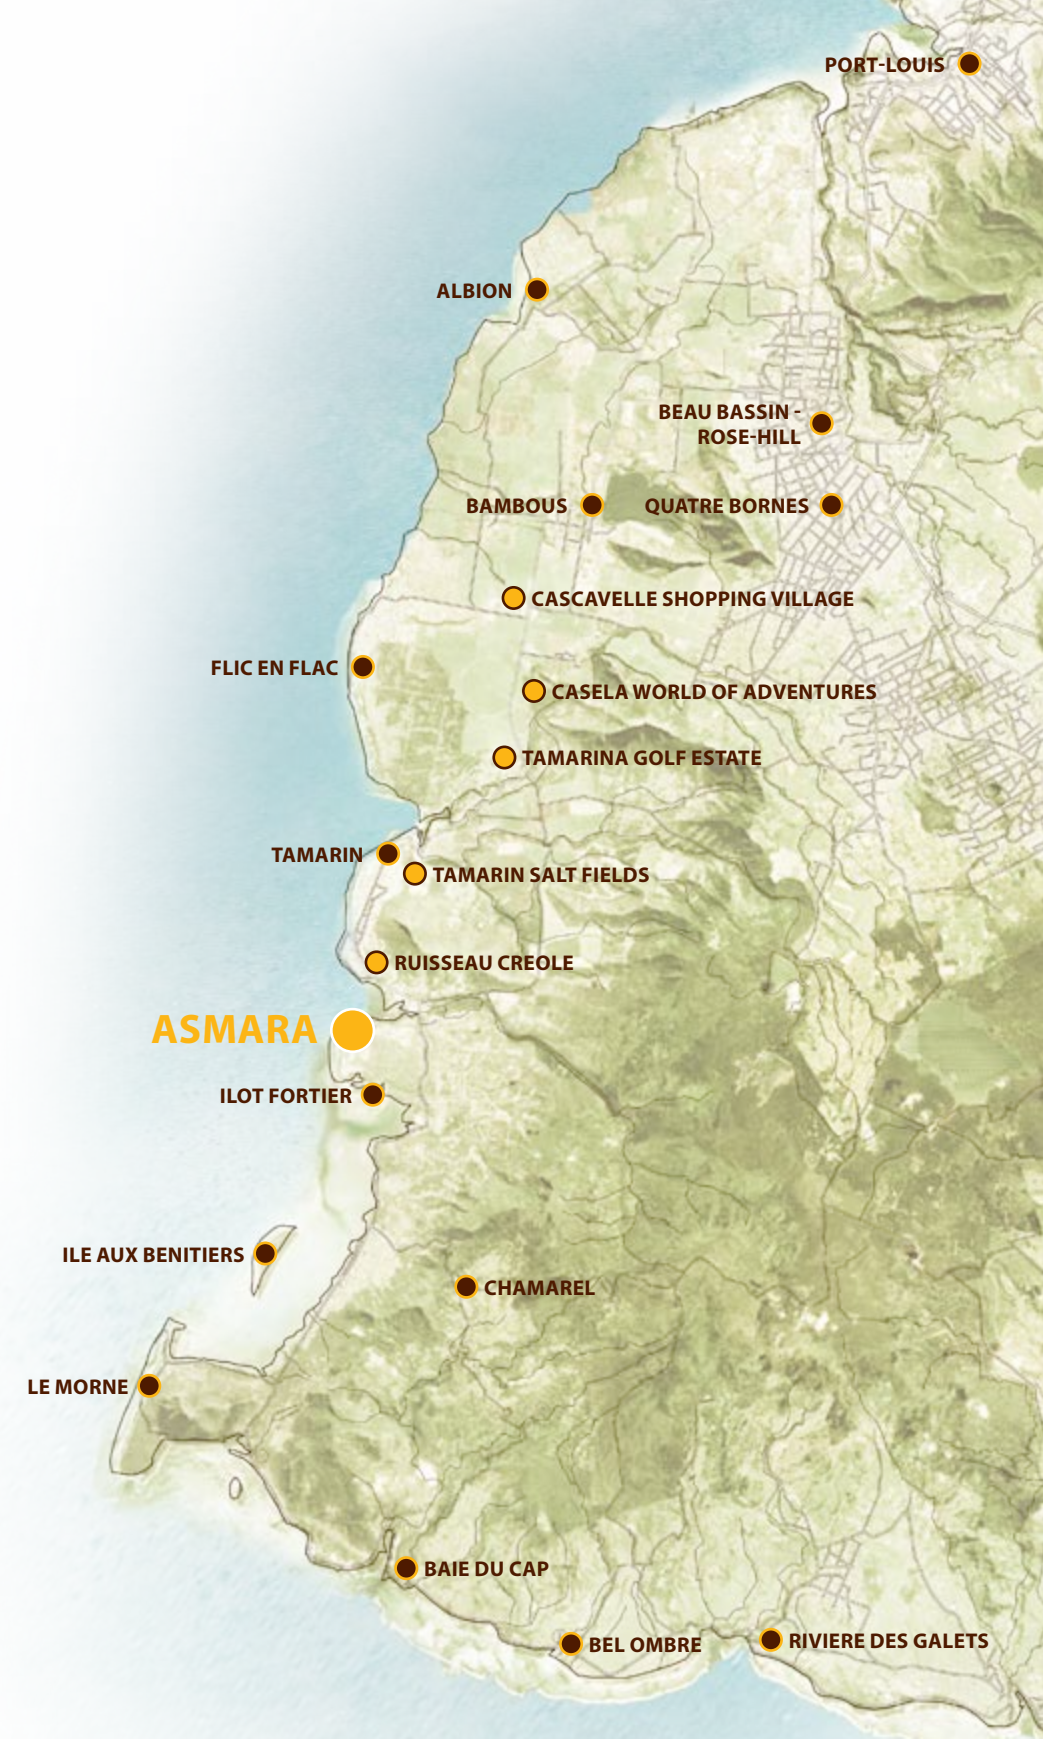 PORT-LOUIS
ALBION
BEAU BASSIN -
ROSE-HILL
BAMBOUS
QUATRE BORNES
CASCAVELLE SHOPPING VILLAGE
FLIC EN FLAC
CASELA WORLD OF ADVENTURES
TAMARINA GOLF ESTATE
TAMARIN
TAMARIN SALT FIELDS
RUISSEAU CREOLE
ASMARA
ILOT FORTIER
ILE AUX BENITIERS
CHAMAREL
LE MORNE
BAIE DU CAP
BEL OMBRE
RIVIERE DES GALETS